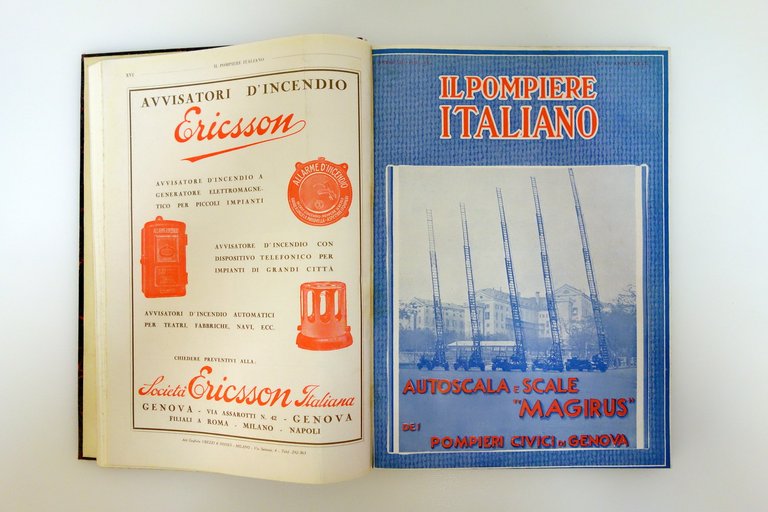 XVI
IL POMPIERE ITALIANO
AVVISATORI D'INCENDIO
Ericsson
AVVISATORI D'INCENDIO A
GENERATORE ELETTROMAGNE-
TICO PER PICCOLI IMPIANTI
ALLARME D'INCENDIO
AVVISATORE D'INCENDIO CON
DISPOSITIVO TELEFONICO PER
IMPIANTI DI GRANDI CITTÀ
AVVISATORI D'INCENDIO AUTOMATICI
PER TEATRI, FABBRICHE, NAVI, ECC.
CHIEDERE PREVENTIVI ALLA:
Società Ericsson Italiana
GENOVA - VIA ASSAROTTI N. 42 - GENOVA
FILIALI A ROMA - MILANO - NAPOLI
IL POMPIERE
ITALIANO
AUTOSCALA E SCALE
"MAGIRUS"
DEI
POMPIERI CIVICI DI GENOVA